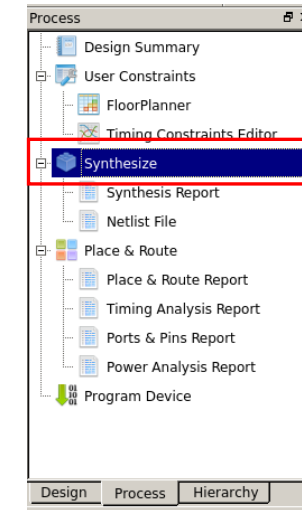 Process
Design Summary
User Constraints
FloorPlanner
Timing Constraints Editor
Synthesize
Synthesis Report
Netlist File
Place & Route
Place & Route Report
Timing Analysis Report
Ports & Pins Report
Power Analysis Report
Program Device
Design Process Hierarchy